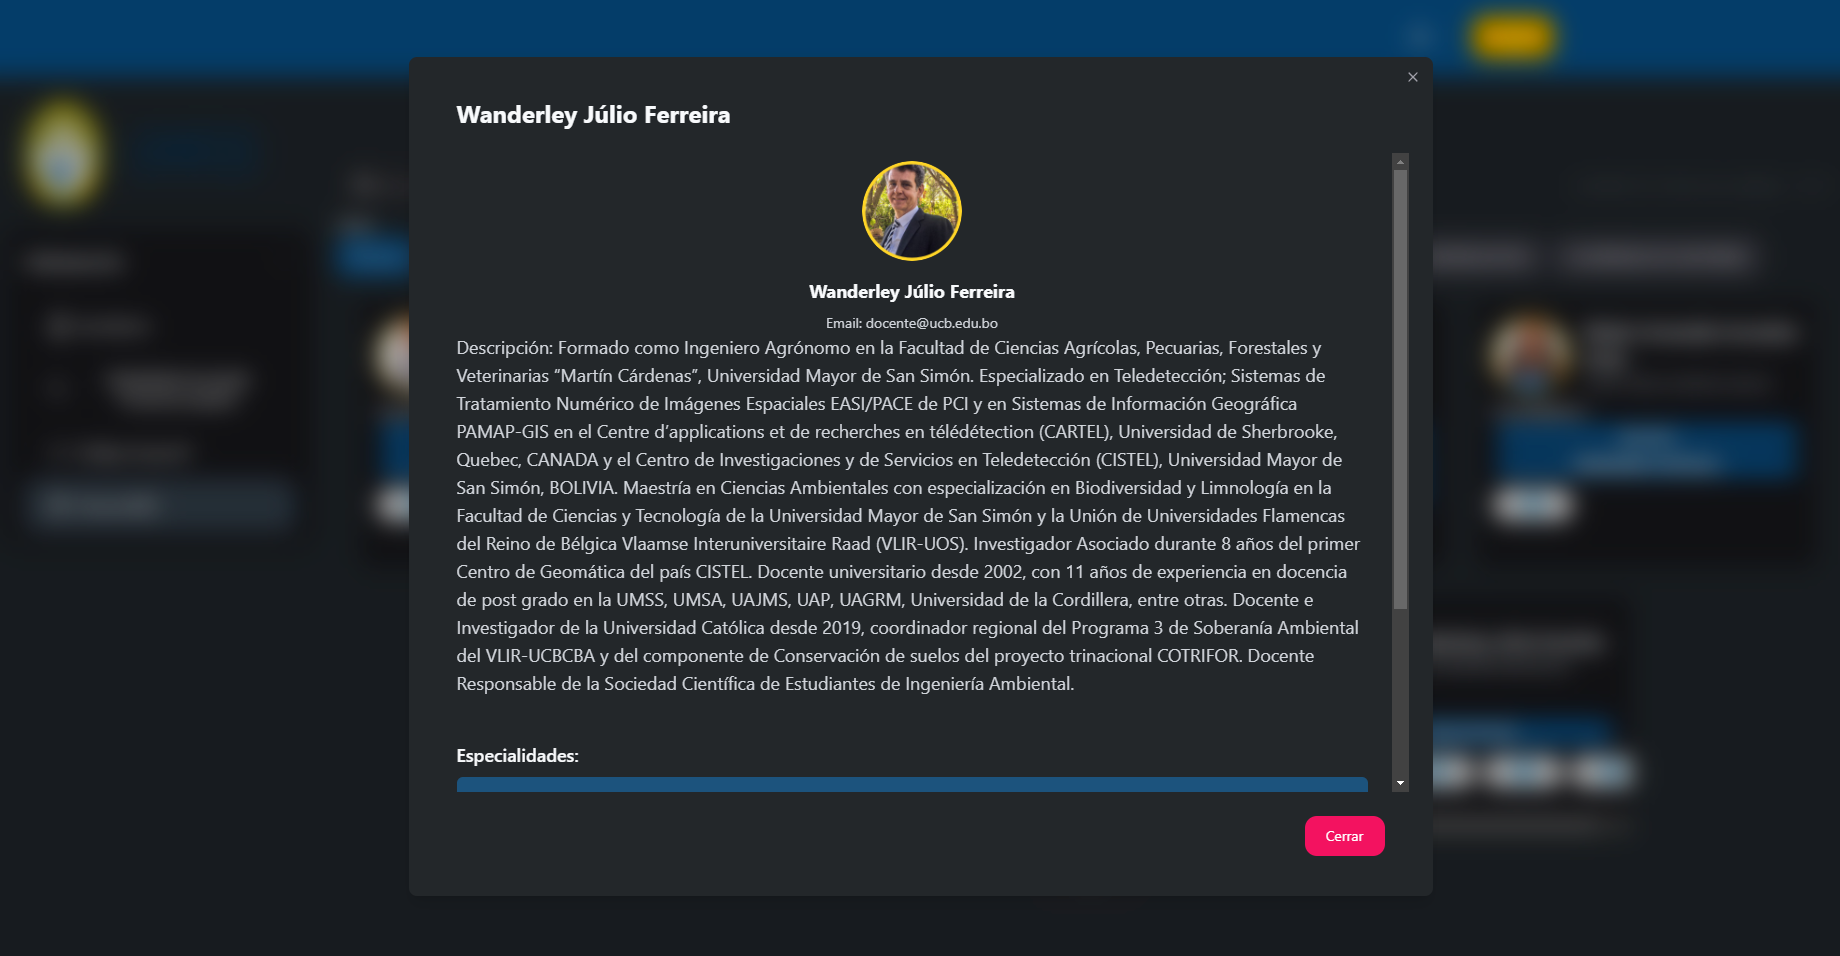 Wanderley Júlio Ferreira
Wanderley Júlio Ferreira
Email: docente@ucb.edu.bo
Descripción: Formado como Ingeniero Agrónomo en la Facultad de Ciencias Agrícolas, Pecuarias, Forestales y
Veterinarias “Martín Cárdenas”, Universidad Mayor de San Simón. Especializado en Teledetección; Sistemas de
Tratamiento Numérico de Imágenes Espaciales EASI/PACE de PCI y en Sistemas de Información Geográfica
PAMAP-GIS en el Centre d’applications et de recherches en télédétection (CARTEL), Universidad de Sherbrooke,
Quebec, CANADA y el Centro de Investigaciones y de Servicios en Teledetección (CISTEL), Universidad Mayor de
San Simón, BOLIVIA. Maestría en Ciencias Ambientales con especialización en Biodiversidad y Limnología en la
Facultad de Ciencias y Tecnología de la Universidad Mayor de San Simón y la Unión de Universidades Flamencas
del Reino de Bélgica Vlaamse Interuniversitaire Raad (VLIR-UOS). Investigador Asociado durante 8 años del primer
Centro de Geomática del país CISTEL. Docente universitario desde 2002, con 11 años de experiencia en docencia
de post grado en la UMSS, UMSA, UAJMS, UAP, UAGRM, Universidad de la Cordillera, entre otras. Docente e
Investigador de la Universidad Católica desde 2019, coordinador regional del Programa 3 de Soberanía Ambiental
del VLIR-UCBCBA y del componente de Conservación de suelos del proyecto trinacional COTRIFOR. Docente
Responsable de la Sociedad Científica de Estudiantes de Ingeniería Ambiental.
Especialidades:
Cerrar